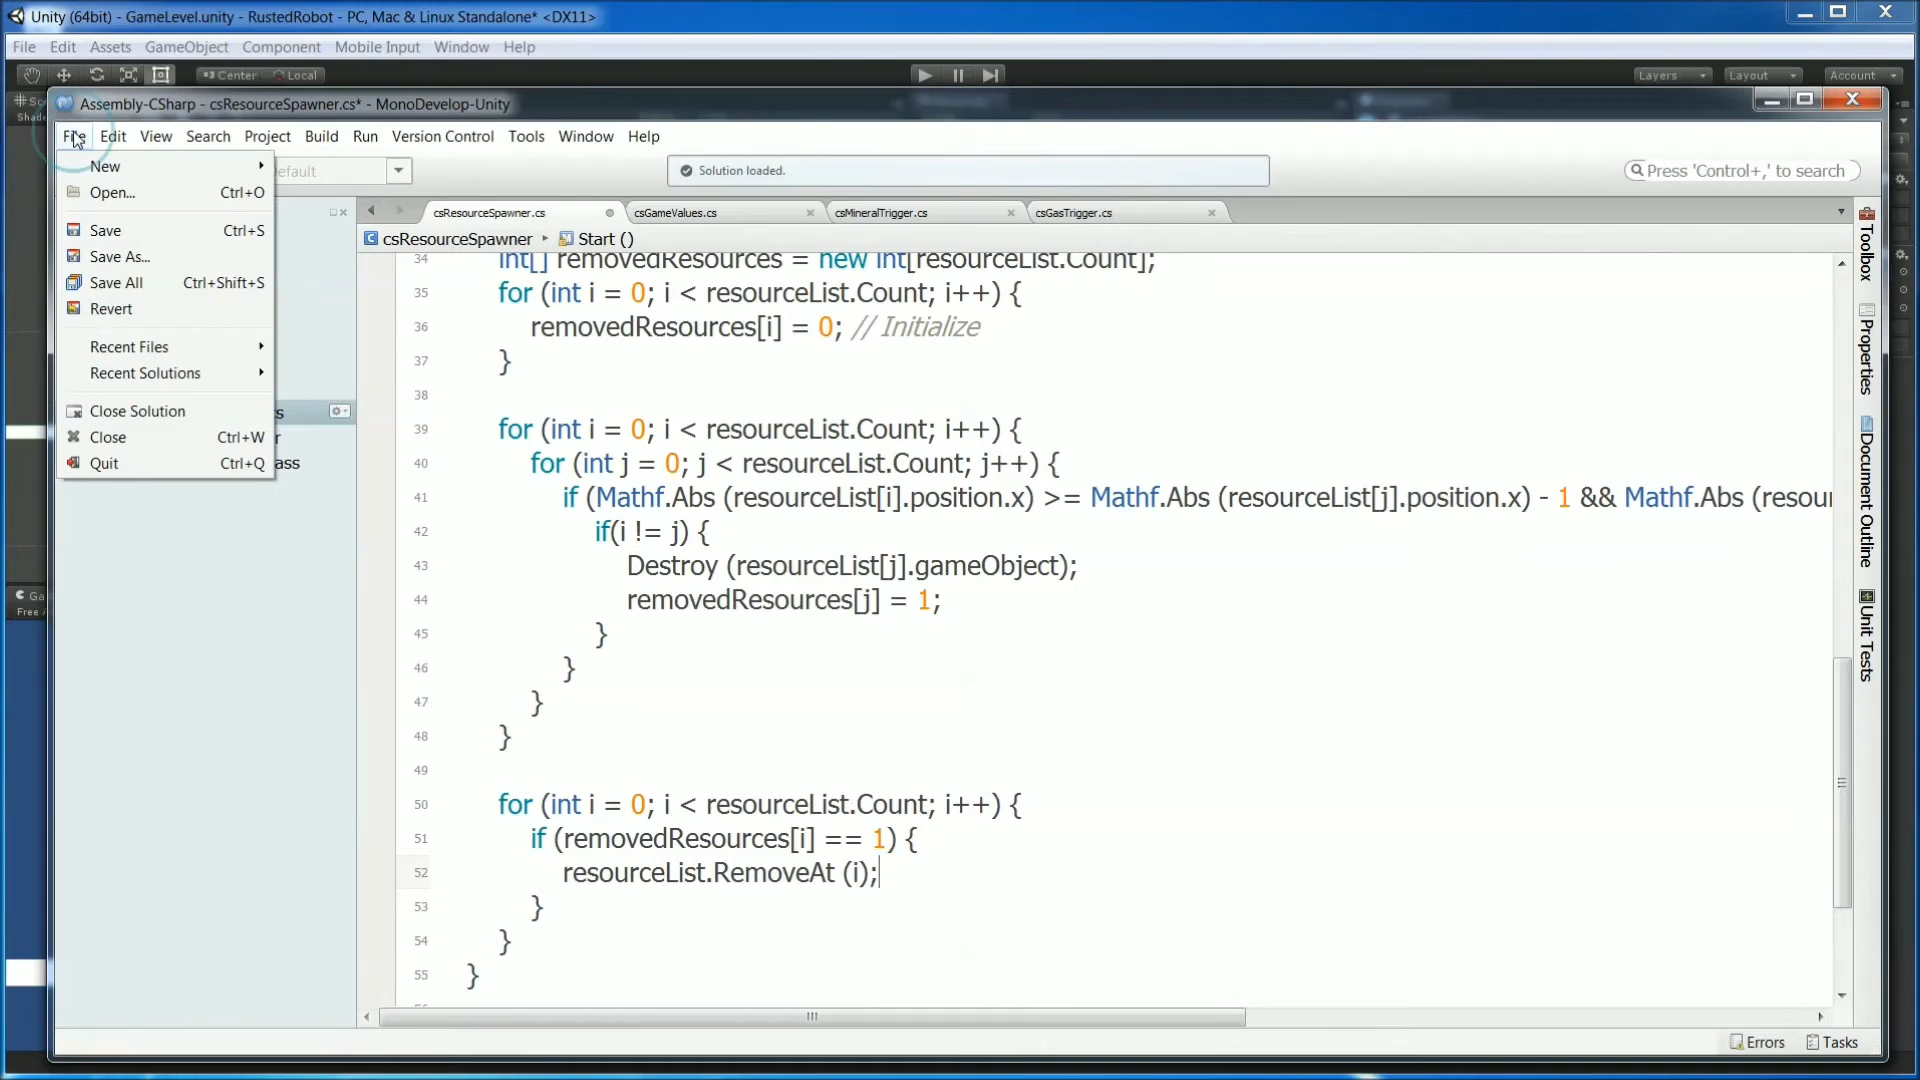 Unity (64bit) - GameLevel.unity - RustedRobot - PC, Mac & Linux Standalone* <DX11>
File Edit Assets GameObject Component Mobile Input Window Help
Center Local Layers Layout Account
Assembly-CSharp - csResourceSpawner.cs* - MonoDevelop-Unity
File Edit View Search Project Build Run Version Control Tools Window Help
Solution loaded.
Press 'Control+,' to search
New
Open... Ctrl+O
Save Ctrl+S
Save As...
Save All Ctrl+Shift+S
Revert
Recent Files
Recent Solutions
Close Solution
Close Ctrl+W
Quit Ctrl+Q
csResourceSpawner.cs csGameValues.cs csMineralTrigger.cs csGasTrigger.cs
csResourceSpawner Start ()
34 int[] removedResources = new int[resourceList.Count];
35 for (int i = 0; i < resourceList.Count; i++) {
36 removedResources[i] = 0; // Initialize
37 }
38
39 for (int i = 0; i < resourceList.Count; i++) {
40 for (int j = 0; j < resourceList.Count; j++) {
41 if (Mathf.Abs (resourceList[i].position.x) >= Mathf.Abs (resourceList[j].position.x) - 1 && Mathf.Abs (resour
42 if(i != j) {
43 Destroy (resourceList[j].gameObject);
44 removedResources[j] = 1;
45 }
46 }
47 }
48 }
49
50 for (int i = 0; i < resourceList.Count; i++) {
51 if (removedResources[i] == 1) {
52 resourceList.RemoveAt (i);
53 }
54 }
55 }
Toolbox
Properties
Document Outline
Unit Tests
Errors Tasks